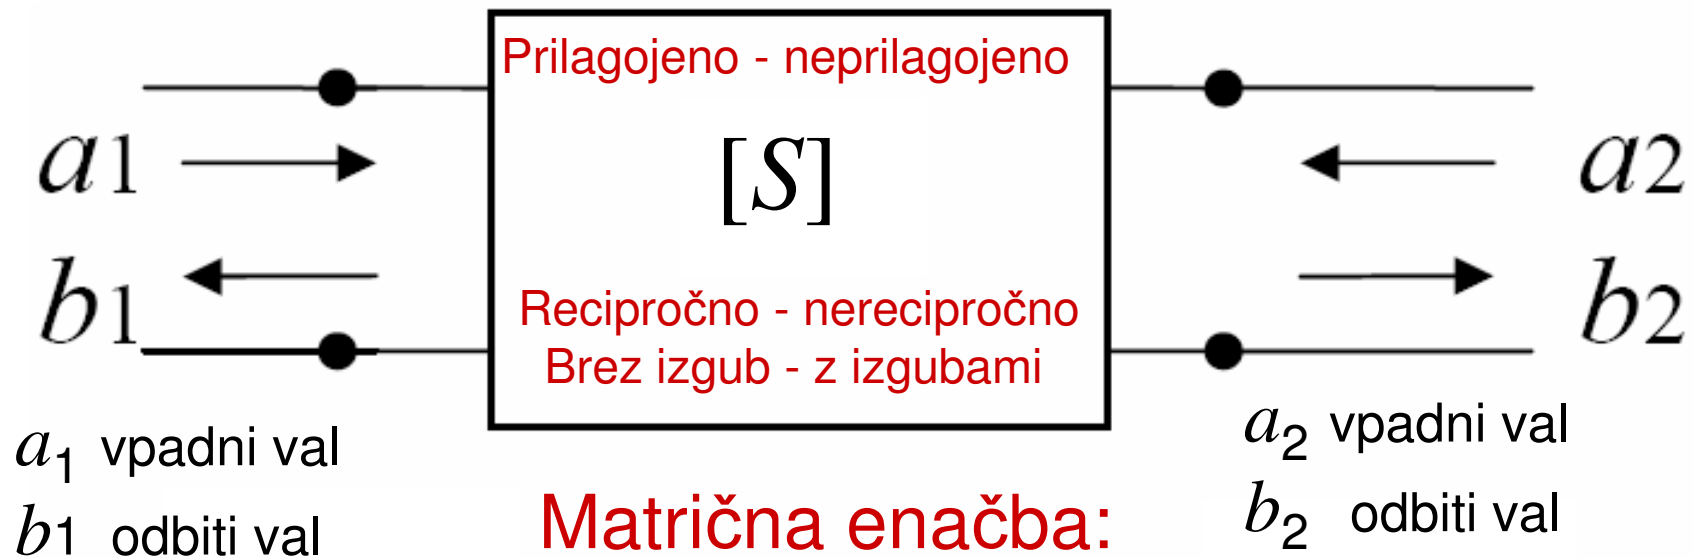 Prilagojeno - neprilagojeno
a1
[S]
a2
b1
Recipročno - nerecipročno
b2
Brez izgub - z izgubami
a1 vpadni val
a2 vpadni val
b1 odbiti val
Matrična enačba:
b2 odbiti val